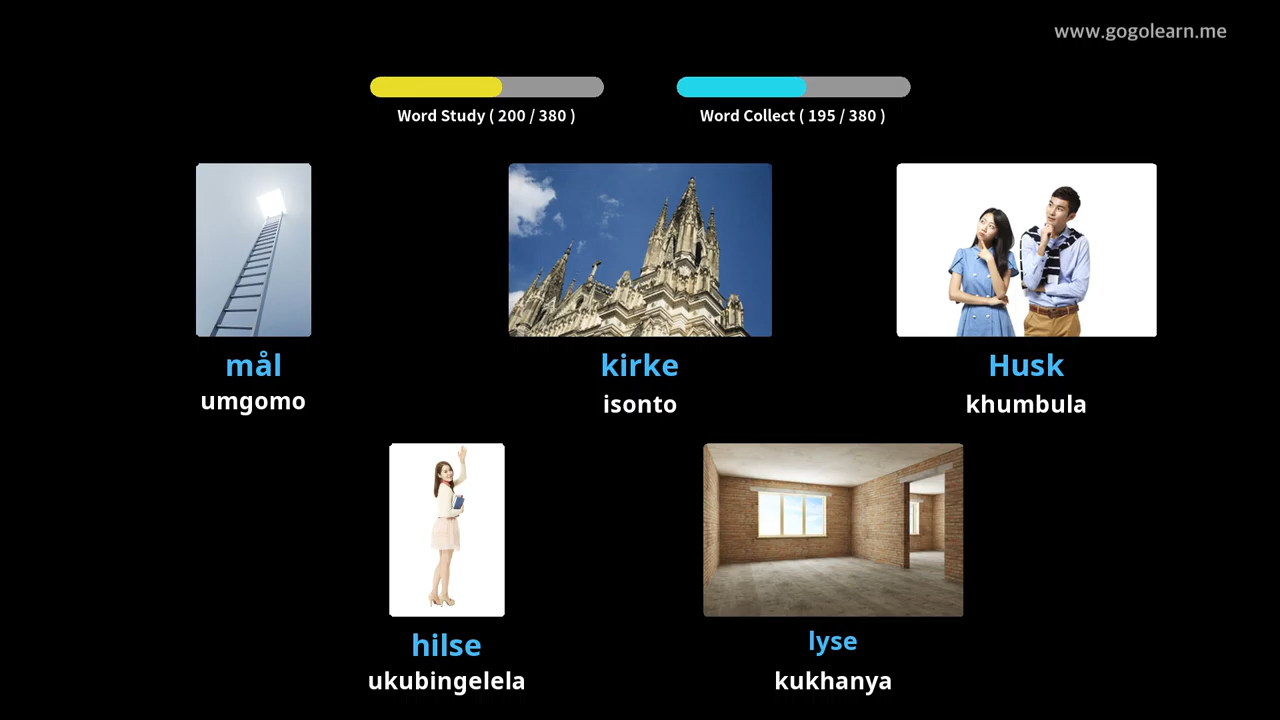 www.gogolearn.me
Word Study ( 200 / 380 )
Word Collect ( 195 / 380 )
mål
umgomo
kirke
isonto
Husk
khumbula
hilse
ukubingelela
lyse
kukhanya